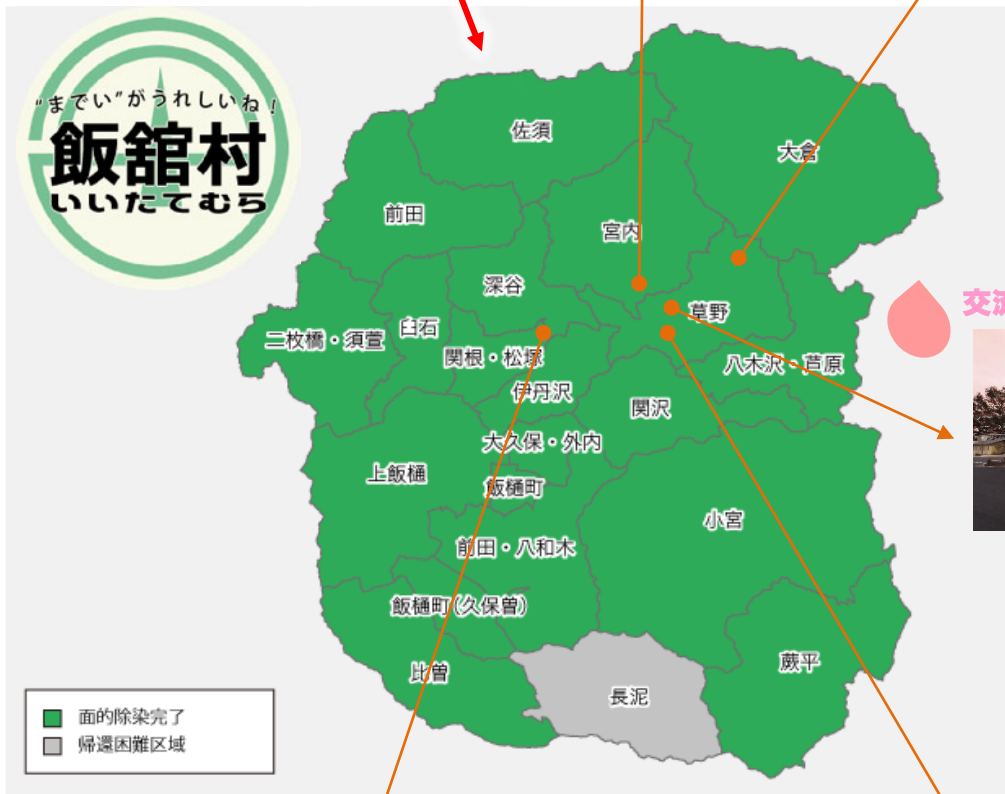 “までい”がうれしいね!
飯舘村
いいたてむら
佐須
大倉
前田
宮内
深谷
草野
二枚橋・須萱
臼石
関根・松塚
八木沢・芦原
伊丹沢
関沢
大久保・外内
上飯樋
飯樋町
小宮
前田・八和木
飯樋町(久保曽)
比曽
蕨平
長泥
面的除染完了
帰還困難区域
交流